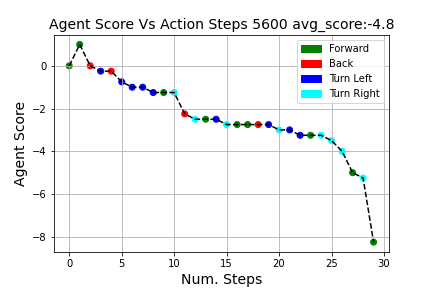 Agent Score Vs Action Steps 5600 avg_score:-4.8
Forward
Back
Turn Left
Turn Right
Agent Score
0
−2
−4
−6
−8
0 5 10 15 20 25 30
Num. Steps